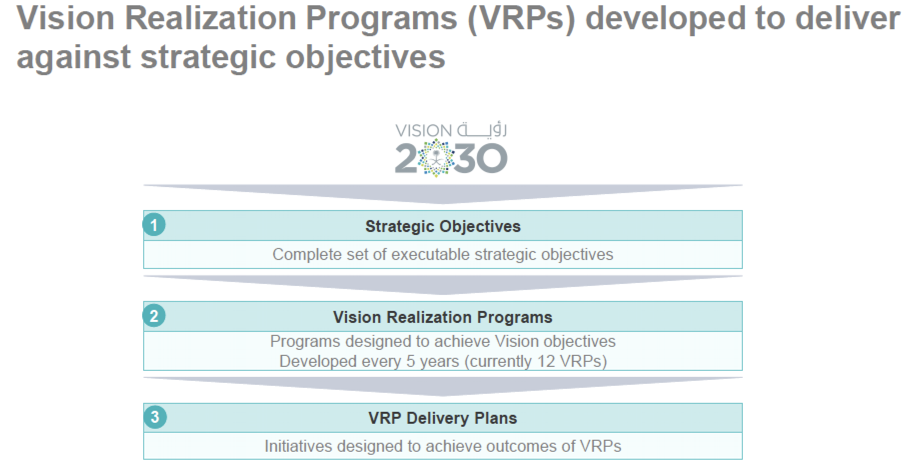 Vision Realization Programs (VRPs) developed to deliver
against strategic objectives
VISION رؤيــة
2030
1 Strategic Objectives
Complete set of executable strategic objectives
2 Vision Realization Programs
Programs designed to achieve Vision objectives
Developed every 5 years (currently 12 VRPs)
3 VRP Delivery Plans
Initiatives designed to achieve outcomes of VRPs